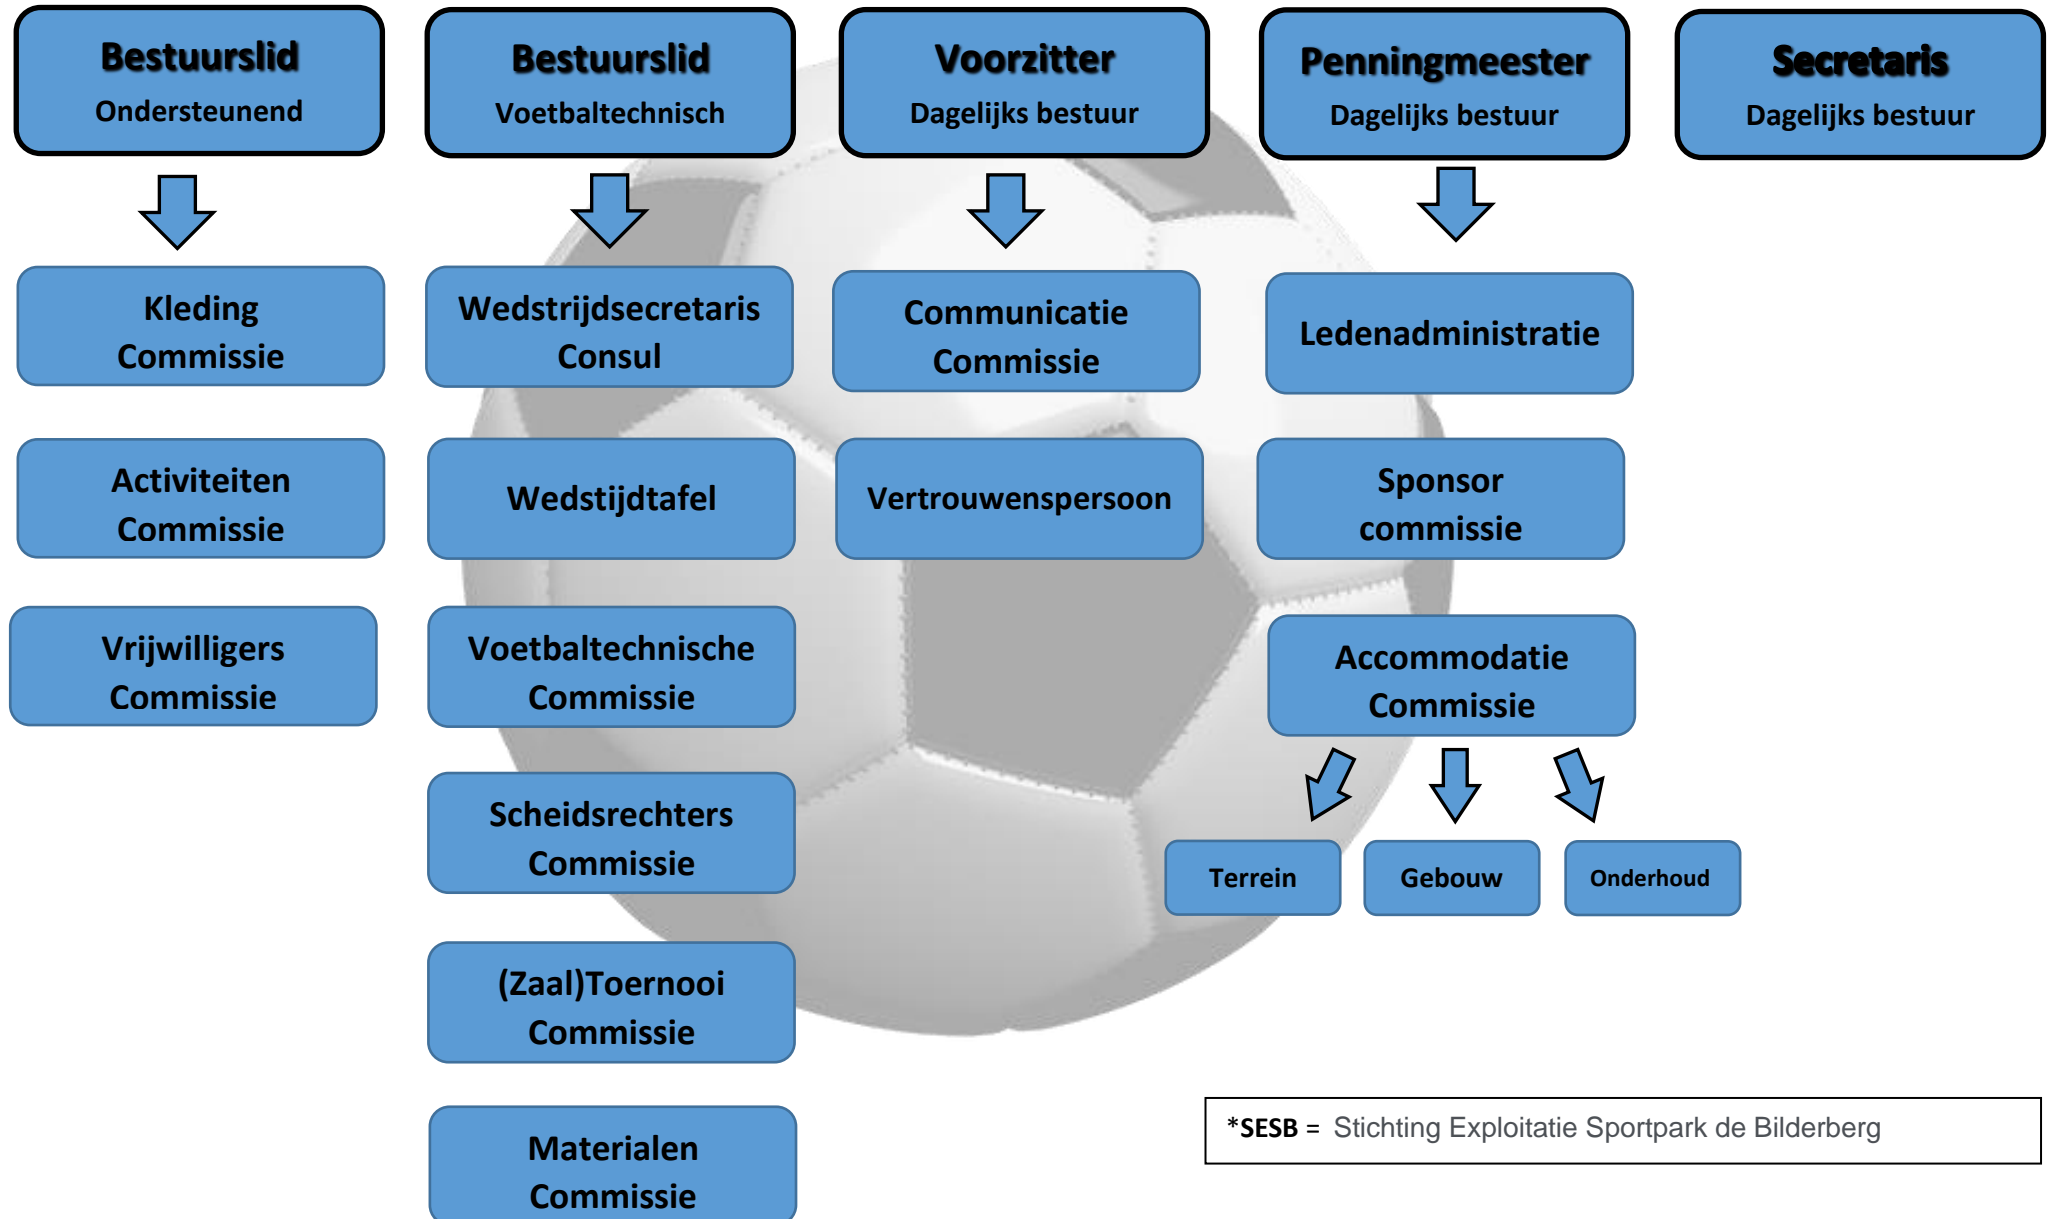 Bestuurslid
Ondersteunend
Bestuurslid
Voetbaltechnisch
Voorzitter
Dagelijks bestuur
Penningmeester
Dagelijks bestuur
Secretaris
Dagelijks bestuur
Kleding
Commissie
Wedstrijdsecretaris
Consul
Communicatie
Commissie
Ledenadministratie
Activiteiten
Commissie
Wedstijdtafel
Vertrouwenspersoon
Sponsor
commissie
Vrijwilligers
Commissie
Voetbaltechnische
Commissie
Accommodatie
Commissie
Scheidsrechters
Commissie
Terrein
Gebouw
Onderhoud
(Zaal)Toernooi
Commissie
Materialen
Commissie
*SESB = Stichting Exploitatie Sportpark de Bilderberg